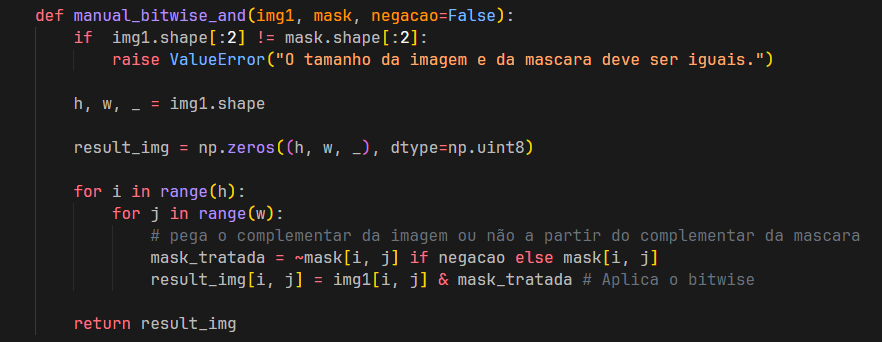 def manual_bitwise_and(img1, mask, negacao=False):
    if  img1.shape[:2] != mask.shape[:2]:
        raise ValueError("O tamanho da imagem e da mascara deve ser iguais.")

    h, w, _ = img1.shape

    result_img = np.zeros((h, w, _), dtype=np.uint8)

    for i in range(h):
        for j in range(w):
            # pega o complementar da imagem ou não a partir do complementar da mascara
            mask_tratada = ~mask[i, j] if negacao else mask[i, j]
            result_img[i, j] = img1[i, j] & mask_tratada # Aplica o bitwise

    return result_img